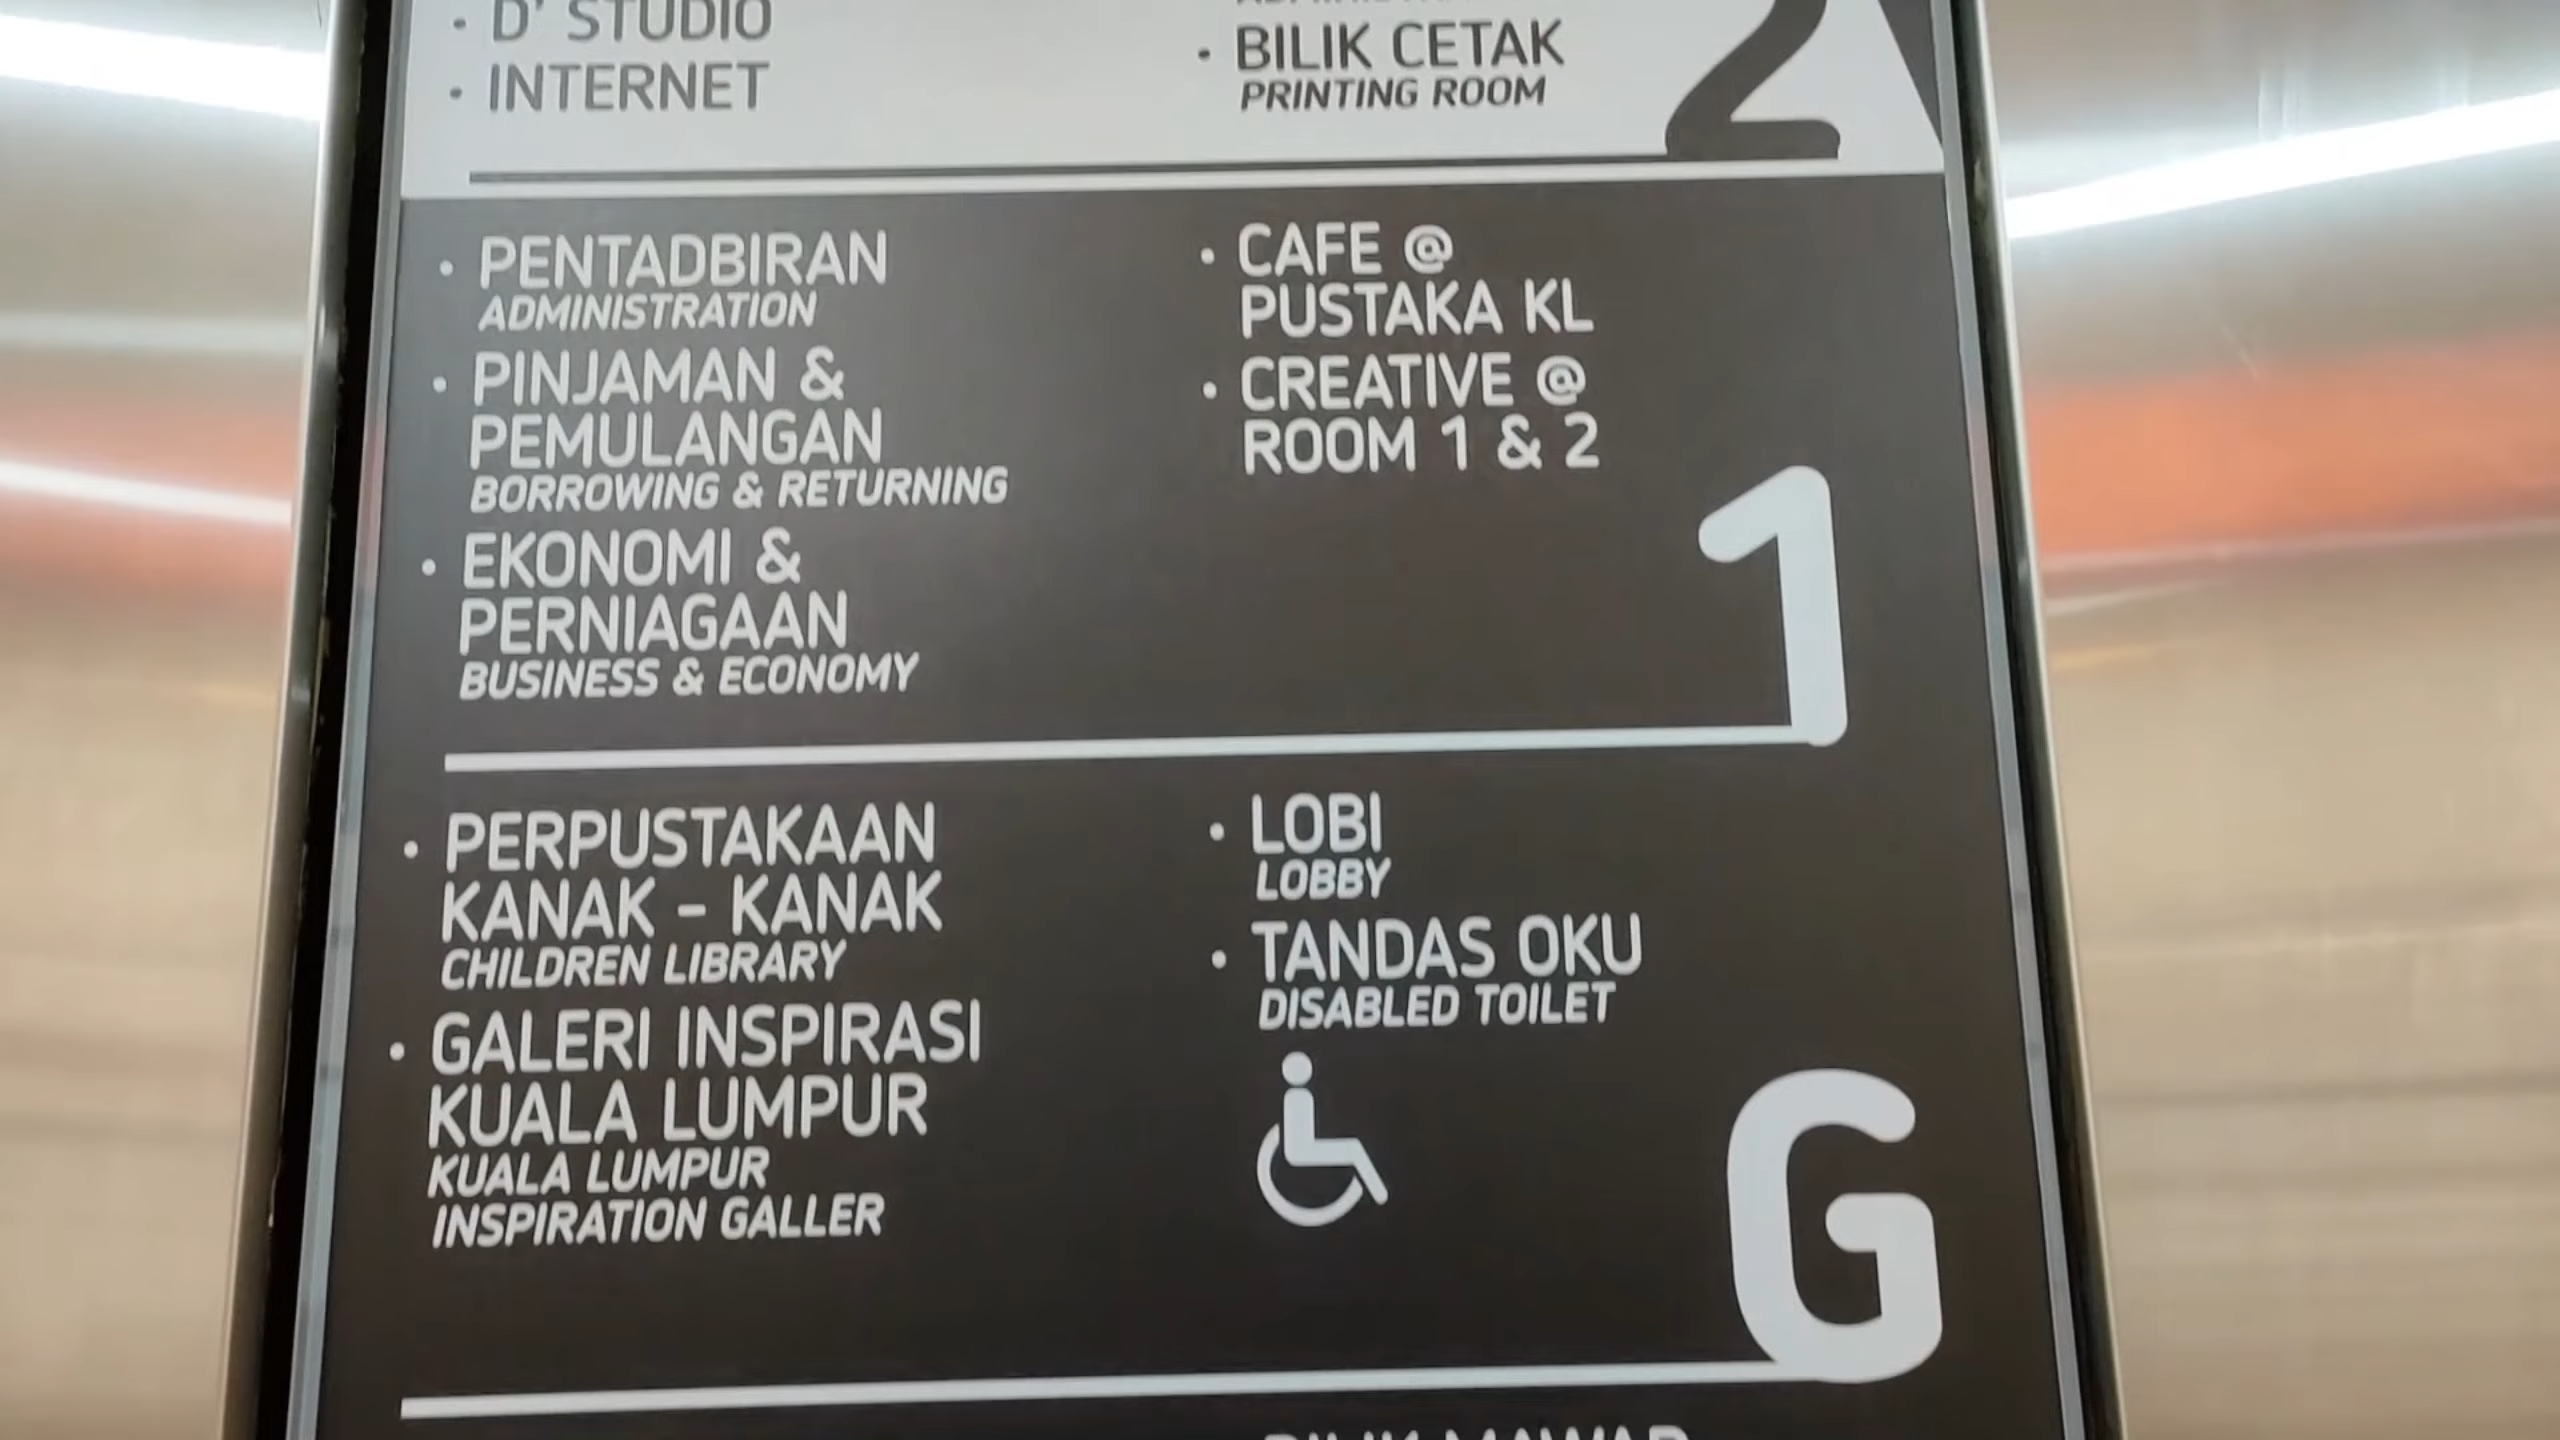 • D' STUDIO
• INTERNET
• BILIK CETAK
PRINTING ROOM
2
• PENTADBIRAN
ADMINISTRATION
• PINJAMAN &
PEMULANGAN
BORROWING & RETURNING
• EKONOMI &
PERNIAGAAN
BUSINESS & ECONOMY
• CAFE @
PUSTAKA KL
• CREATIVE @
ROOM 1 & 2
1
• PERPUSTAKAAN
KANAK - KANAK
CHILDREN LIBRARY
• GALERI INSPIRASI
KUALA LUMPUR
KUALA LUMPUR
INSPIRATION GALLER
• LOBI
LOBBY
• TANDAS OKU
DISABLED TOILET
G
BILIK MAWAR